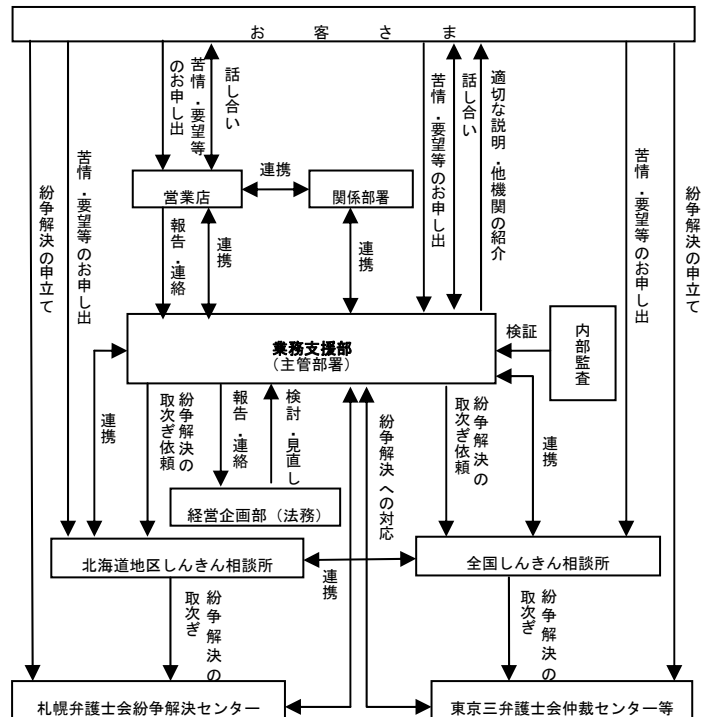 お客さま
苦情・要望等
のお申し出
話し合い
苦情・要望等のお申し出
話し合い
適切な説明・他機関の紹介
紛争解決の申立て
苦情・要望等のお申し出
苦情・要望等のお申し出
紛争解決の申立て
営業店
連携
関係部署
報告・連絡
連携
連携
業務支援部
(主管部署)
検証
内部監査
連携
紛争解決の
取次ぎ依頼
報告・連絡
検討・見直し
紛争解決への対応
紛争解決の
取次ぎ依頼
連携
経営企画部(法務)
北海道地区しんきん相談所
連携
全国しんきん相談所
紛争解決の
取次ぎ
紛争解決の
取次ぎ
札幌弁護士会紛争解決センター
東京三弁護士会仲裁センター等